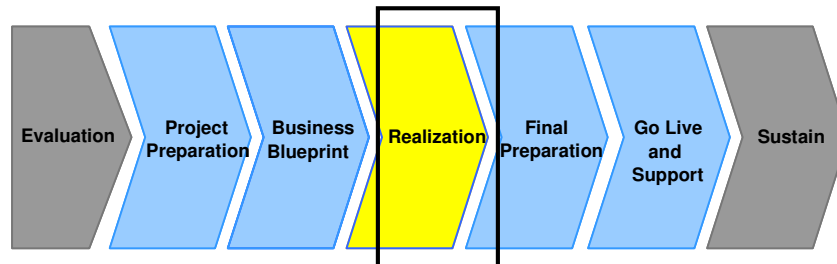 Evaluation
Project
Preparation
Business
Blueprint
Realization
Final
Preparation
Go Live
and
Support
Sustain